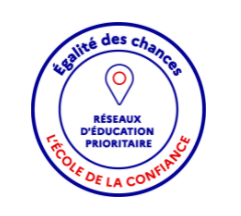 Égalité des chances
RÉSEAUX
D'ÉDUCATION
PRIORITAIRE
L'ÉCOLE DE LA CONFIANCE